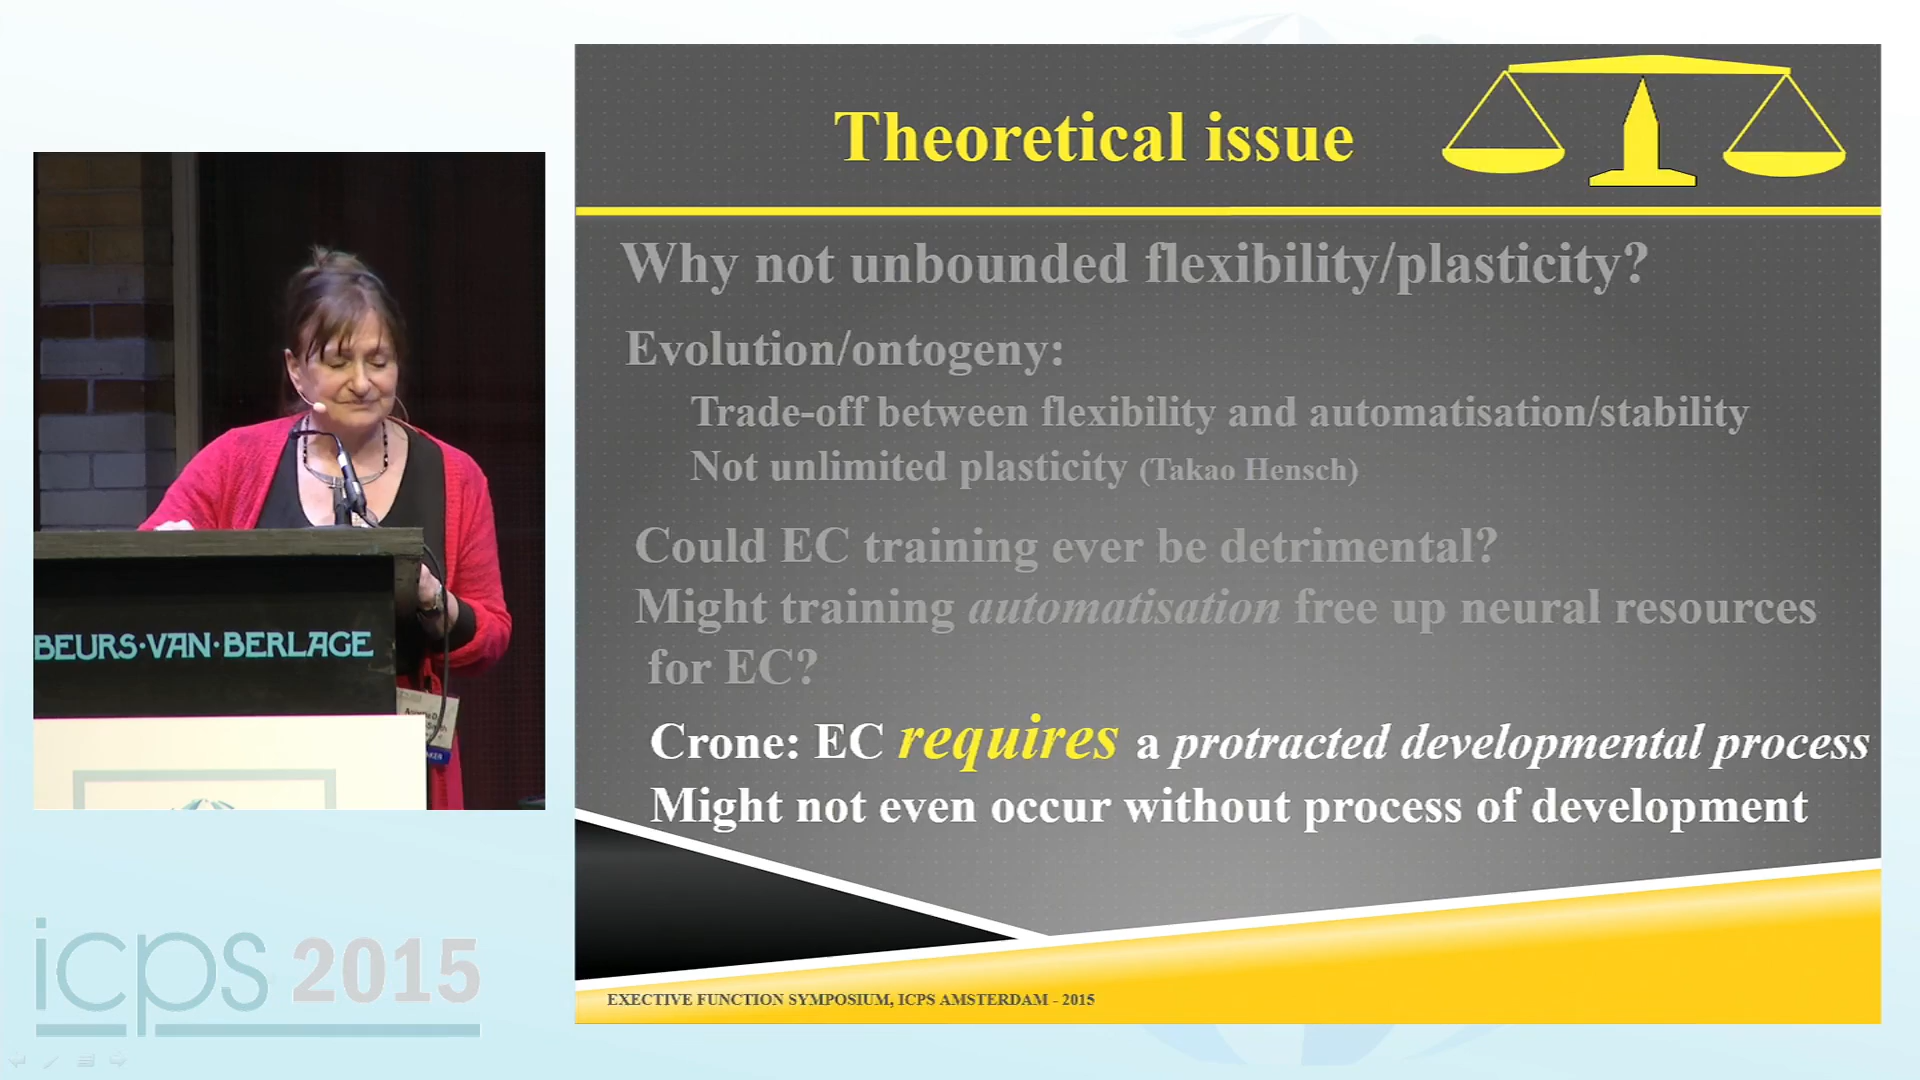 Theoretical issue
Why not unbounded flexibility/plasticity?
Evolution/ontogeny:
Trade-off between flexibility and automatisation/stability
Not unlimited plasticity (Takao Hensch)
Could EC training ever be detrimental?
Might training automatisation free up neural resources
for EC?
Crone: EC requires a protracted developmental process
Might not even occur without process of development
EXECTIVE FUNCTION SYMPOSIUM, ICPS AMSTERDAM - 2015
BEURS·VAN·BERLAGE
icps 2015